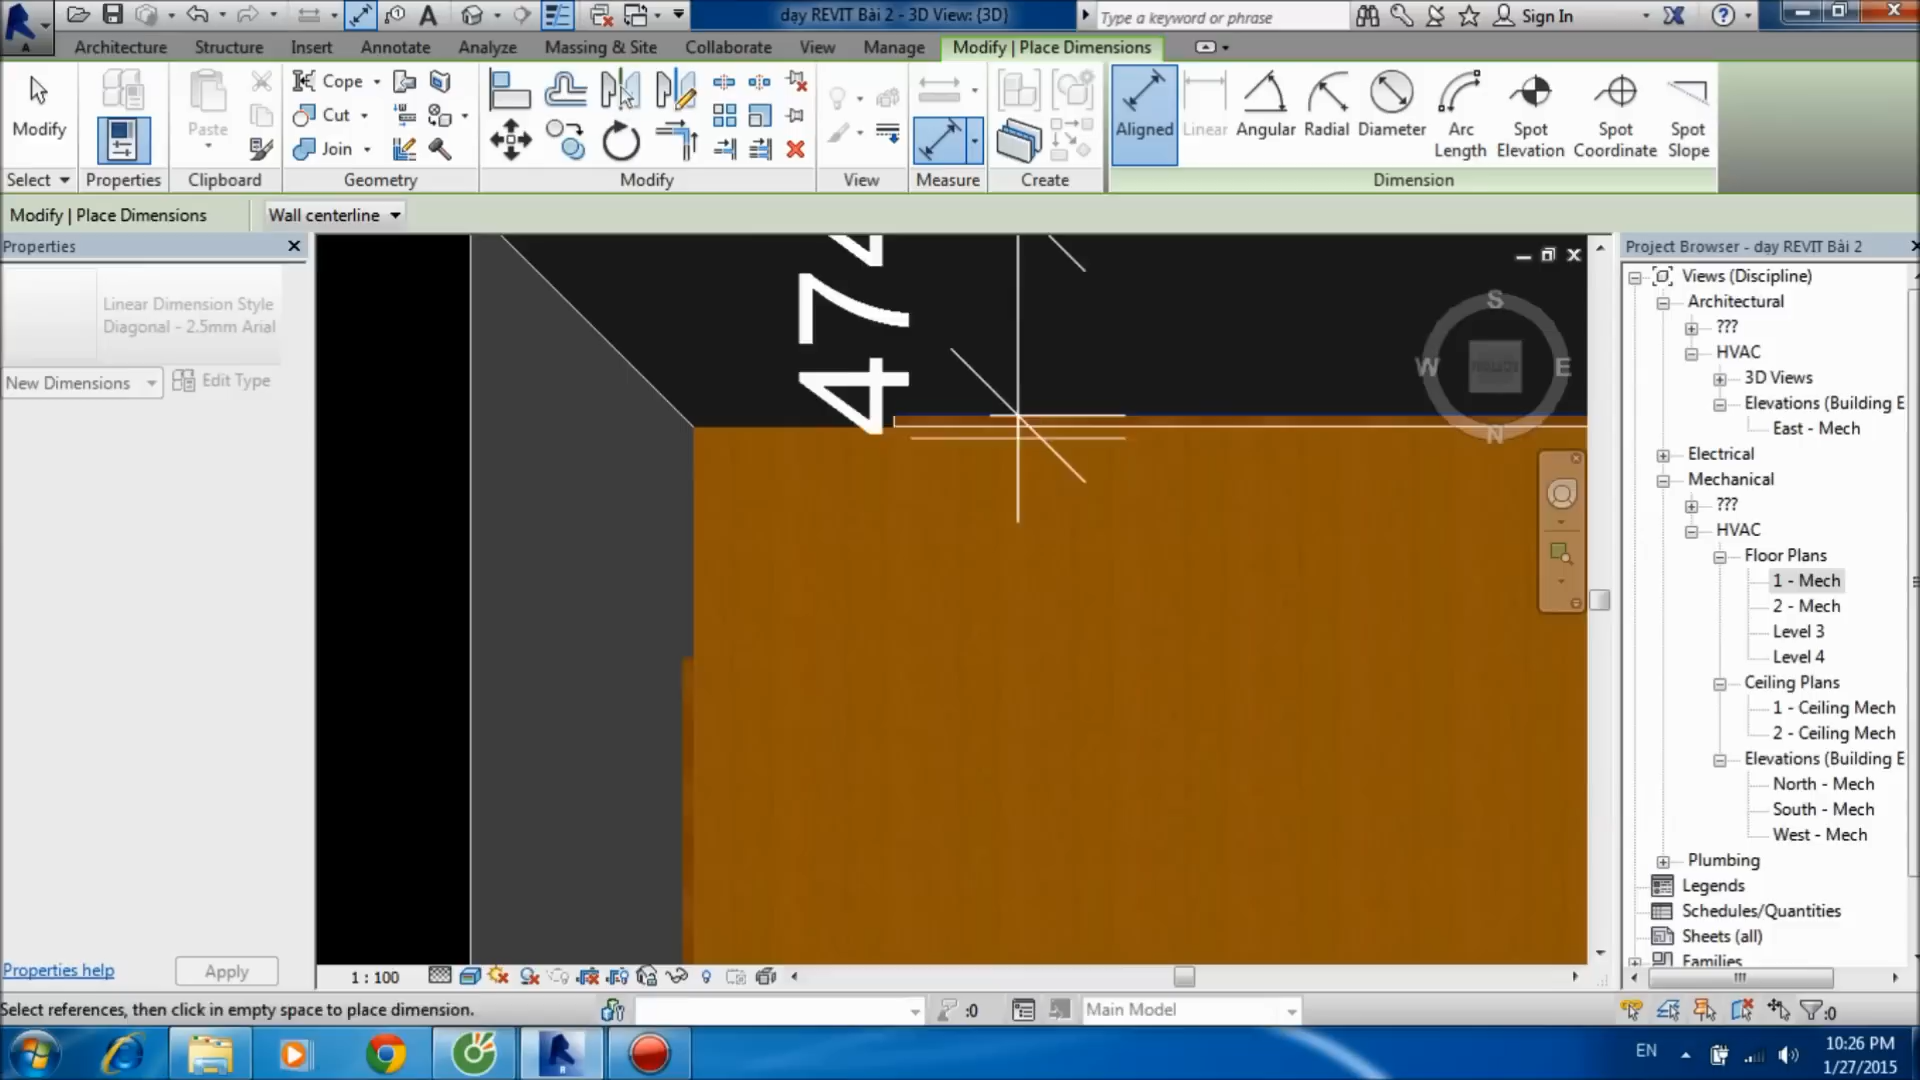 dạy REVIT Bài 2 - 3D View: {3D}
Type a keyword or phrase
Sign In
Architecture
Structure
Insert
Annotate
Analyze
Massing & Site
Collaborate
View
Manage
Modify | Place Dimensions
Modify
Paste
Cope
Cut
Join
Aligned
Linear
Angular
Radial
Diameter
Arc Length
Spot Elevation
Spot Coordinate
Spot Slope
Select
Properties
Clipboard
Geometry
Modify
View
Measure
Create
Dimension
Modify | Place Dimensions
Wall centerline
Properties
Linear Dimension Style
Diagonal - 2.5mm Arial
New Dimensions
Edit Type
Properties help
Apply
474
S
W
E
N
Project Browser - dạy REVIT Bài 2
Views (Discipline)
Architectural
???
HVAC
3D Views
Elevations (Building E
East - Mech
Electrical
Mechanical
???
HVAC
Floor Plans
1 - Mech
2 - Mech
Level 3
Level 4
Ceiling Plans
1 - Ceiling Mech
2 - Ceiling Mech
Elevations (Building E
North - Mech
South - Mech
West - Mech
Plumbing
Legends
Schedules/Quantities
Sheets (all)
Families
1 : 100
Select references, then click in empty space to place dimension.
:0
Main Model
:0
EN
10:26 PM
1/27/2015